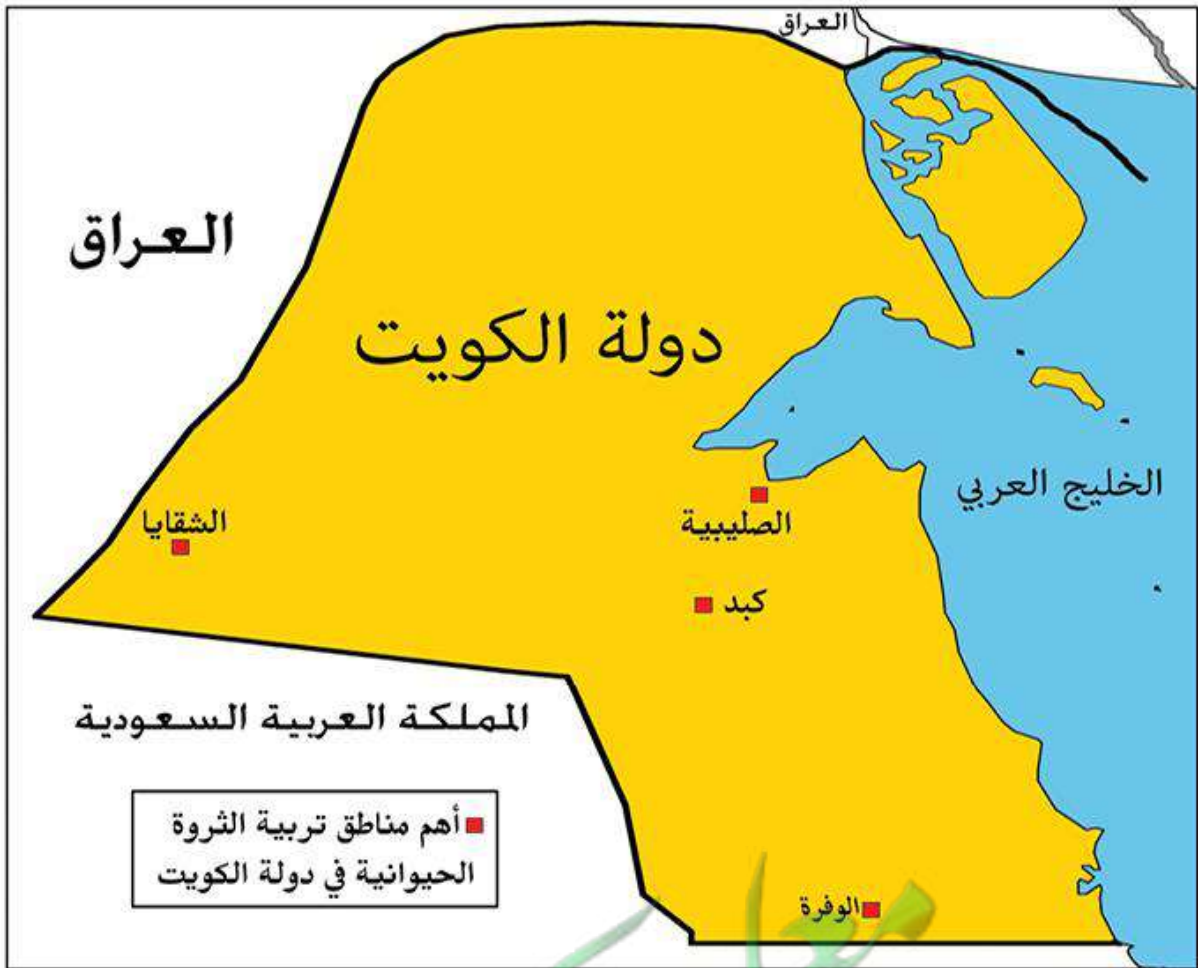 العراق
العراق
دولة الكويت
الخليج العربي
الصليبية
الشقايا
كبد
المملكة العربية السعودية
أهم مناطق تربية الثروة
الحيوانية في دولة الكويت
الوفرة